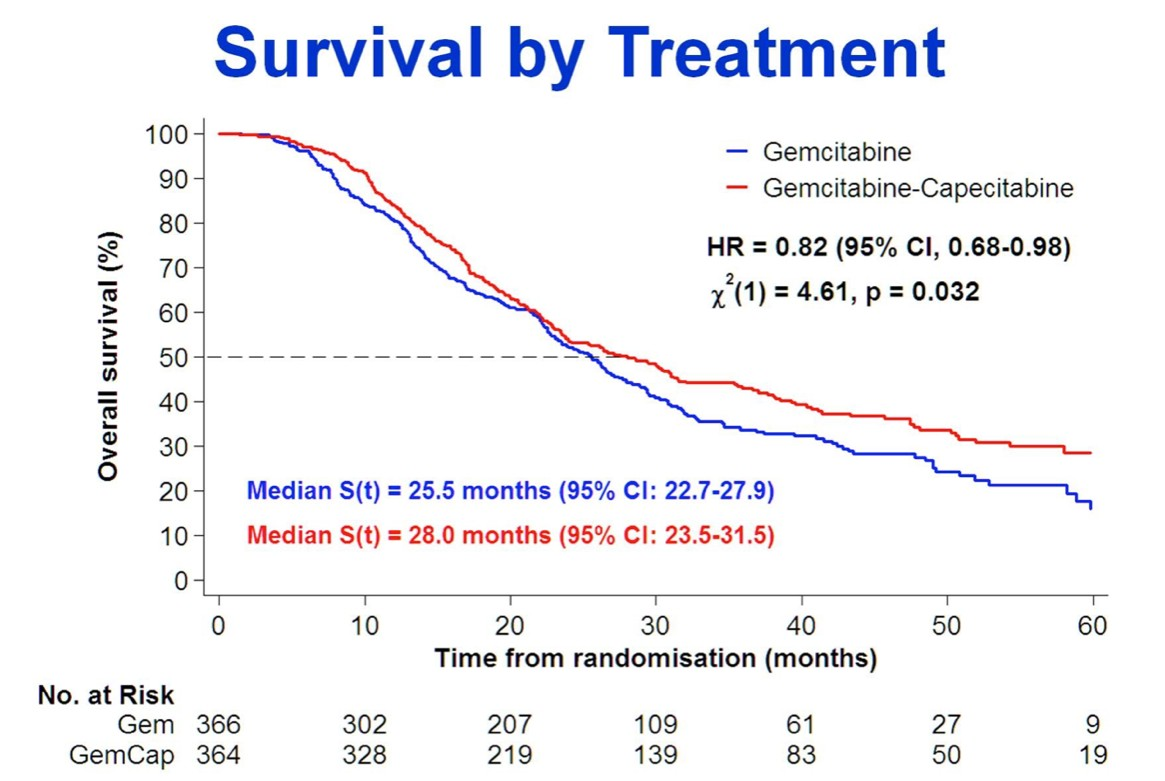 Survival by Treatment
100
90
80
70
60
50
40
30
20
10
0
Overall survival (%)
Gemcitabine
Gemcitabine-Capecitabine
HR = 0.82 (95% CI, 0.68-0.98)
χ²(1) = 4.61, p = 0.032
Median S(t) = 25.5 months (95% CI: 22.7-27.9)
Median S(t) = 28.0 months (95% CI: 23.5-31.5)
0 10 20 30 40 50 60
Time from randomisation (months)
No. at Risk
Gem 366 302 207 109 61 27 9
GemCap 364 328 219 139 83 50 19